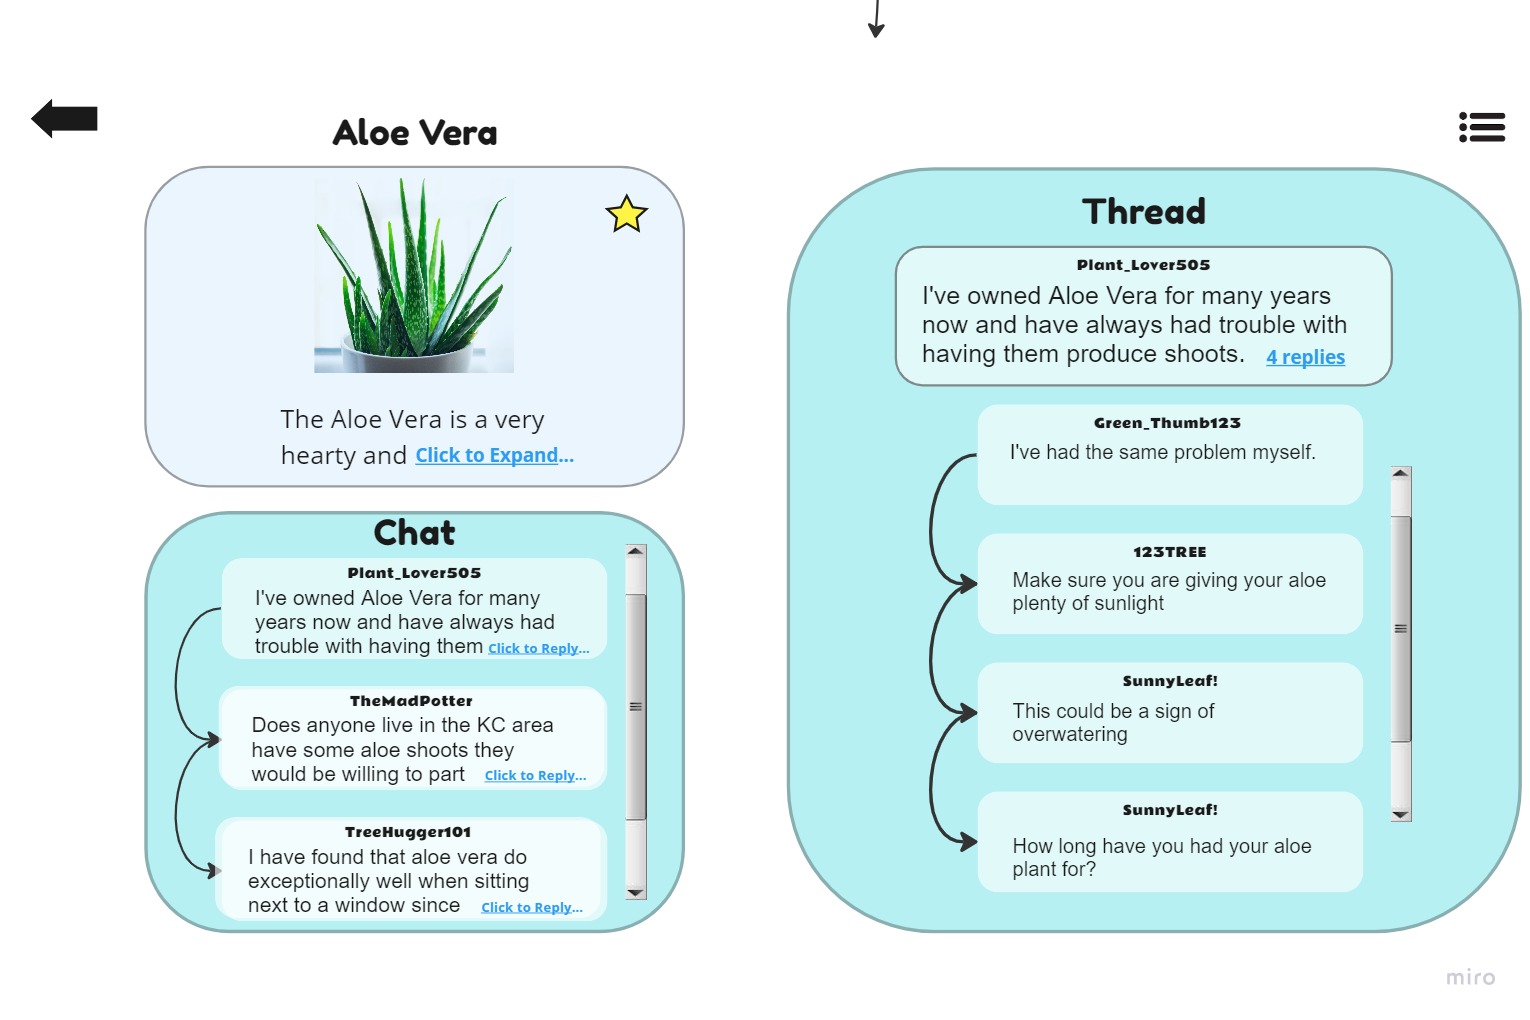 Aloe Vera
The Aloe Vera is a very
hearty and Click to Expand...
Chat
Plant_Lover505
I've owned Aloe Vera for many
years now and have always had
trouble with having them Click to Reply...
TheMadPotter
Does anyone live in the KC area
have some aloe shoots they
would be willing to part Click to Reply...
TreeHugger101
I have found that aloe vera do
exceptionally well when sitting
next to a window since Click to Reply...
Thread
Plant_Lover505
I've owned Aloe Vera for many years
now and have always had trouble with
having them produce shoots. 4 replies
Green_Thumb123
I've had the same problem myself.
123TREE
Make sure you are giving your aloe
plenty of sunlight
SunnyLeaf!
This could be a sign of
overwatering
SunnyLeaf!
How long have you had your aloe
plant for?
miro